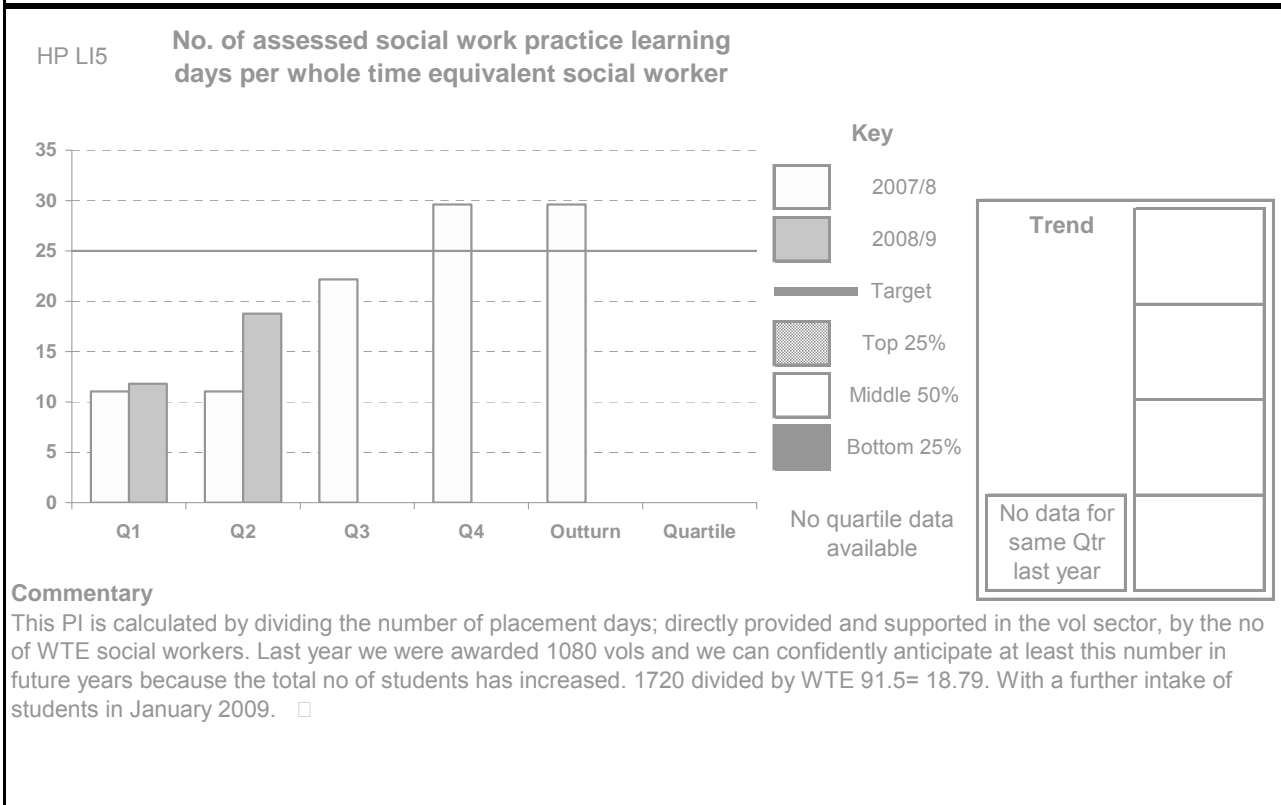 HP LI5
No. of assessed social work practice learning
days per whole time equivalent social worker
35
30
25
20
15
10
5
0
Q1
Q2
Q3
Q4
Outturn
Quartile
Key
2007/8
2008/9
Target
Top 25%
Middle 50%
Bottom 25%
No quartile data
available
Trend
No data for
same Qtr
last year
Commentary
This PI is calculated by dividing the number of placement days; directly provided and supported in the vol sector, by the no
of WTE social workers. Last year we were awarded 1080 vols and we can confidently anticipate at least this number in
future years because the total no of students has increased. 1720 divided by WTE 91.5= 18.79. With a further intake of
students in January 2009. □